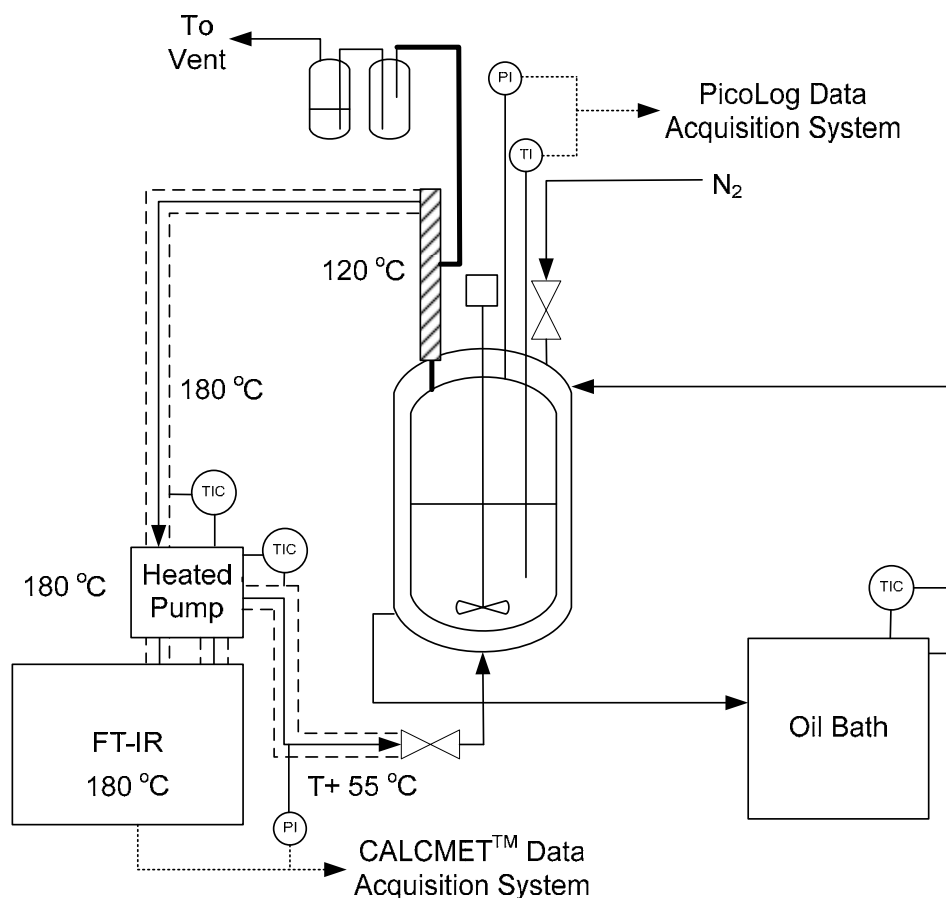 To
Vent
PI
PicoLog Data
Acquisition System
TI
N₂
120 °C
180 °C
TIC
TIC
180 °C
Heated
Pump
TIC
FT-IR
180 °C
Oil Bath
T+ 55 °C
PI
CALCMET™ Data
Acquisition System